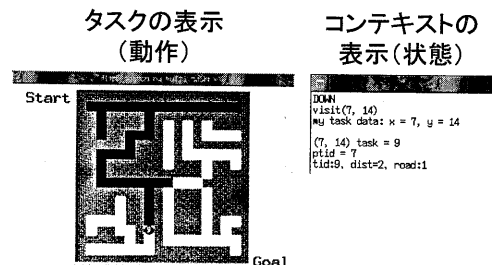 タスクの表示
(動作)
コンテキストの
表示(状態)
Start
Goal
DOWN
visit(7, 14)
my task data: x = 7, y = 14
(7, 14) task = 9
ptid = 7
tid:9, dist=2, road:1